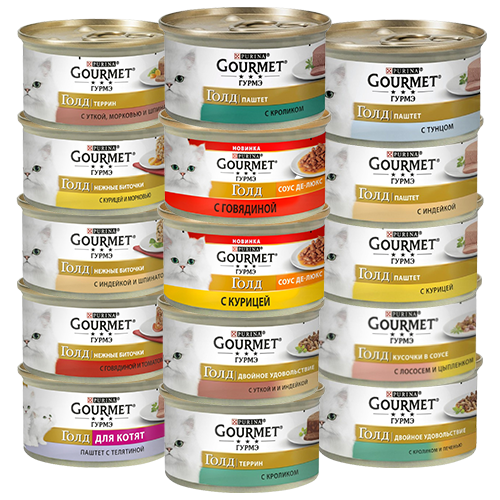 PURINA
GOURMET
ГУРМЭ
ГОЛД ТЕРРИН
С УТКОЙ, МОРКОВЬЮ И ШПИНАТОМ
PURINA
GOURMET
ГУРМЭ
ГОЛД ПАШТЕТ
С КРОЛИКОМ
PURINA
GOURMET
ГУРМЭ
ГОЛД ПАШТЕТ
С ТУНЦОМ
PURINA
GOURMET
ГУРМЭ
ГОЛД НЕЖНЫЕ БИТОЧКИ
С КУРИЦЕЙ И МОРКОВЬЮ
НОВИНКА
PURINA
GOURMET
ГУРМЭ
ГОЛД СОУС ДЕ-ЛЮКС
С ГОВЯДИНОЙ
PURINA
GOURMET
ГУРМЭ
ГОЛД ПАШТЕТ
С ИНДЕЙКОЙ
PURINA
GOURMET
ГУРМЭ
ГОЛД НЕЖНЫЕ БИТОЧКИ
С ИНДЕЙКОЙ И ШПИНАТОМ
НОВИНКА
PURINA
GOURMET
ГУРМЭ
ГОЛД СОУС ДЕ-ЛЮКС
С КУРИЦЕЙ
PURINA
GOURMET
ГУРМЭ
ГОЛД ПАШТЕТ
С КУРИЦЕЙ
PURINA
GOURMET
ГУРМЭ
ГОЛД НЕЖНЫЕ БИТОЧКИ
С ГОВЯДИНОЙ И ТОМАТОМ
PURINA
GOURMET
ГУРМЭ
ГОЛД ДВОЙНОЕ УДОВОЛЬСТВИЕ
С УТКОЙ И И ИНДЕЙКОЙ
PURINA
GOURMET
ГУРМЭ
ГОЛД КУСОЧКИ В СОУСЕ
С ЛОСОСЕМ И ЦЫПЛЕНКОМ
PURINA
GOURMET
ГУРМЭ
ГОЛД ДЛЯ КОТЯТ
ПАШТЕТ С ТЕЛЯТИНОЙ
PURINA
GOURMET
ГУРМЭ
ГОЛД ТЕРРИН
С КРОЛИКОМ
PURINA
GOURMET
ГУРМЭ
ГОЛД ДВОЙНОЕ УДОВОЛЬСТВИЕ
С КРОЛИКОМ И ПЕЧЕНЬЮ